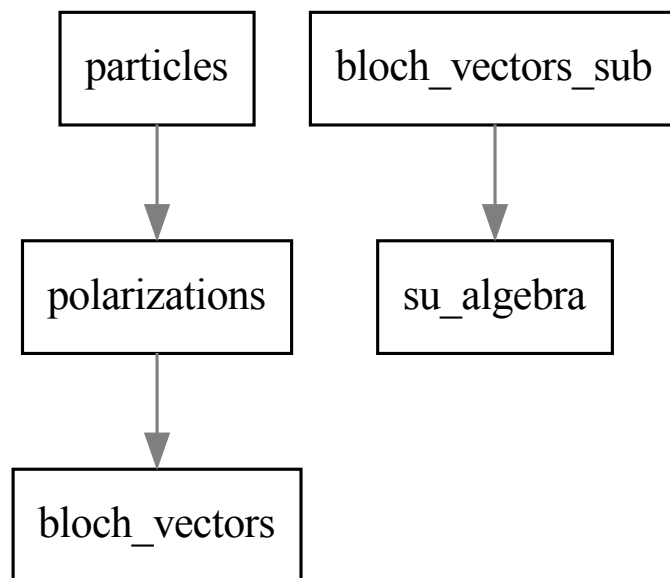 particles
bloch_vectors_sub
polarizations
su_algebra
bloch_vectors